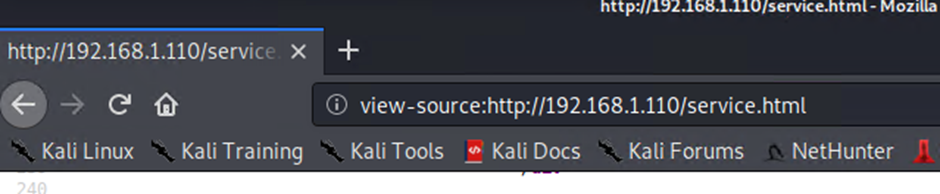 http://192.168.1.110/service.html - Mozilla
http://192.168.1.110/service
view-source:http://192.168.1.110/service.html
Kali Linux Kali Training Kali Tools Kali Docs Kali Forums NetHunter
240